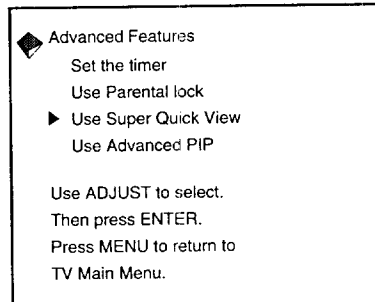 Advanced Features
Set the timer
Use Parental lock
Use Super Quick View
Use Advanced PIP
Use ADJUST to select.
Then press ENTER.
Press MENU to return to
TV Main Menu.